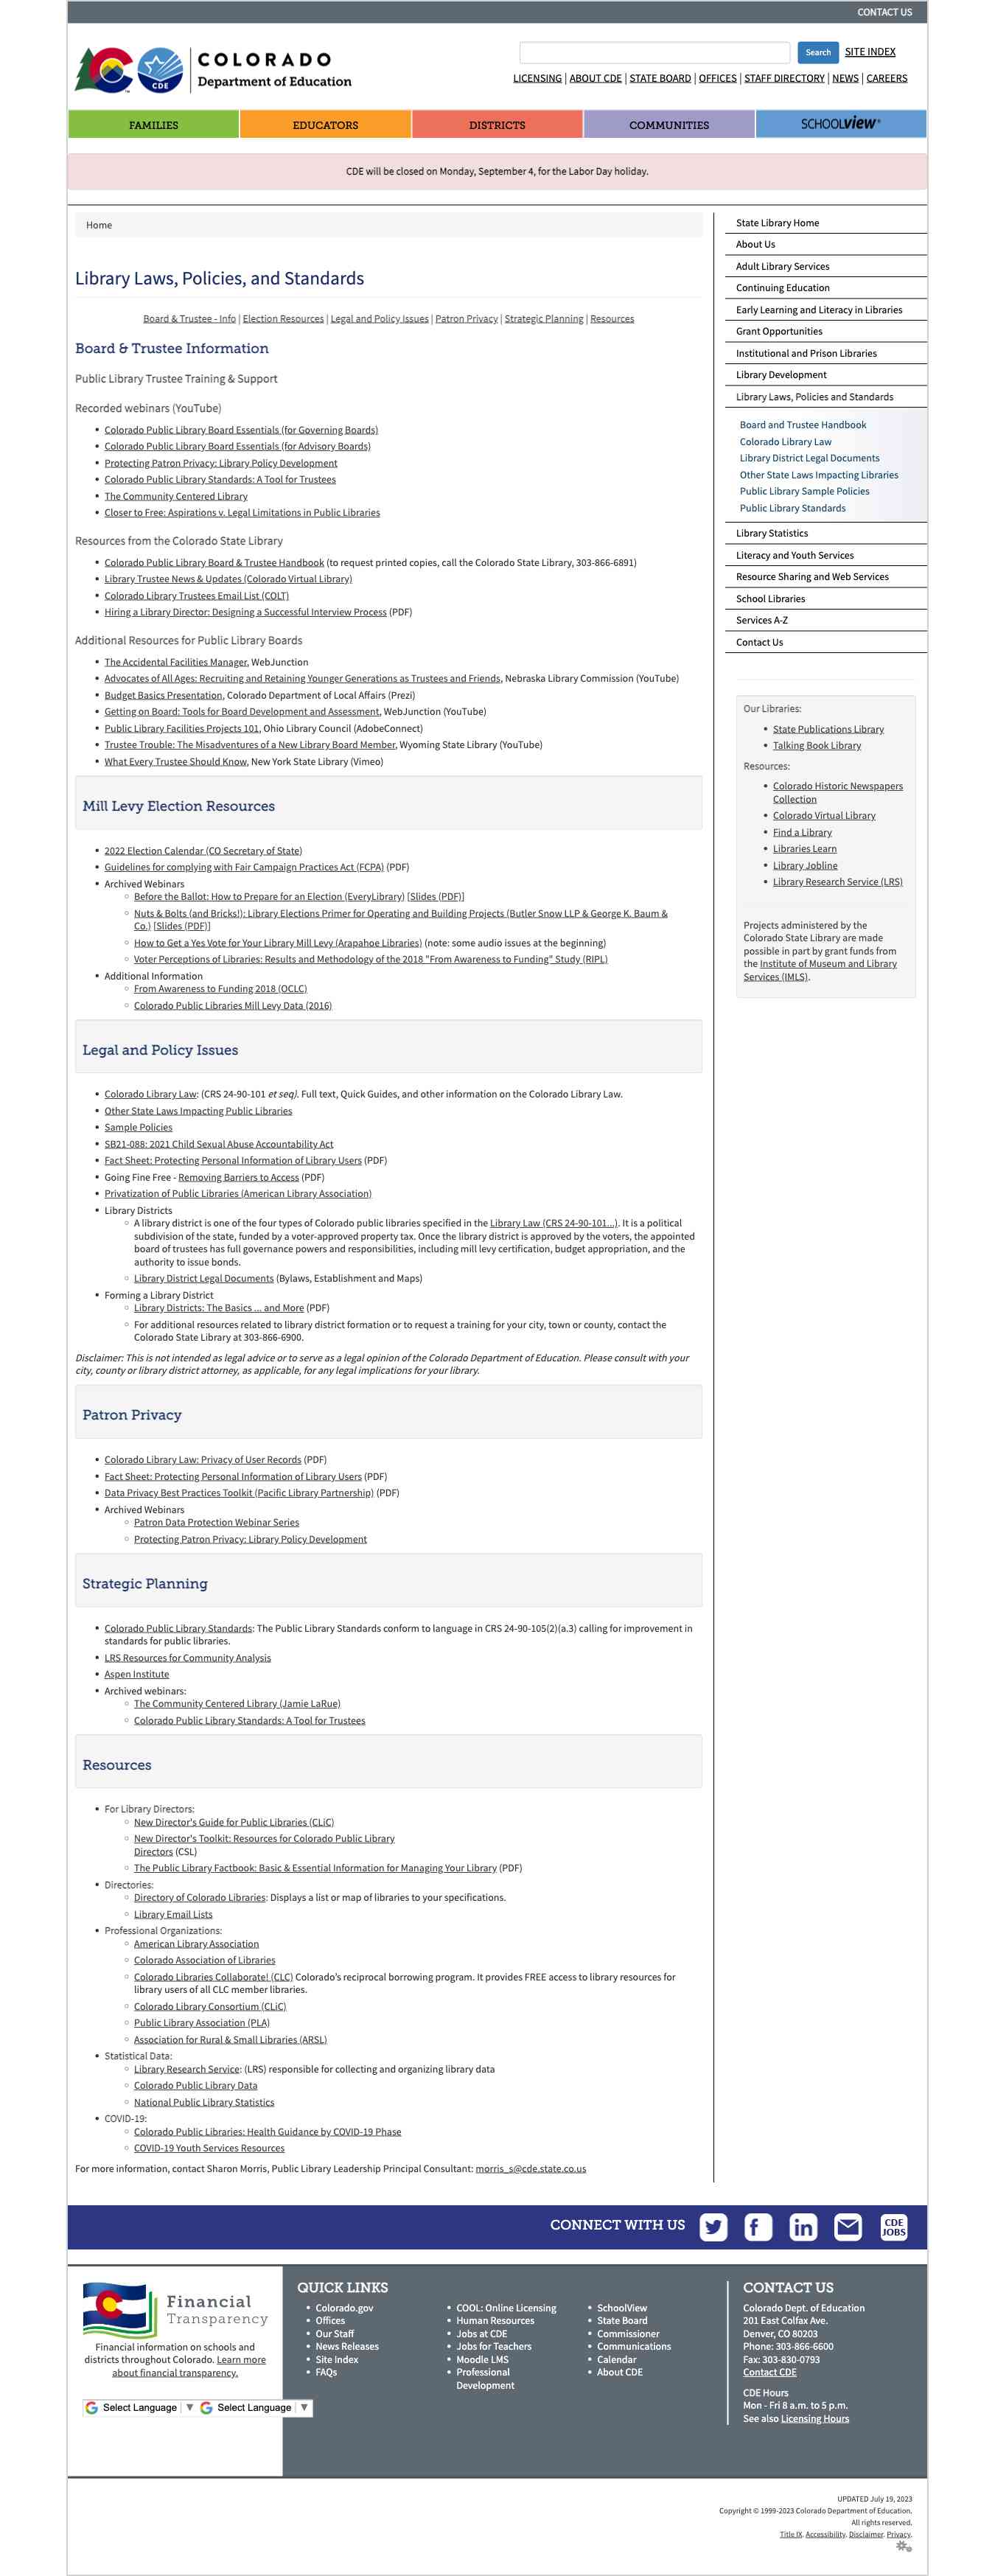 CONTACT US
COLORADO
Department of Education
CDE
Search
SITE INDEX
LICENSING | ABOUT CDE | STATE BOARD | OFFICES | STAFF DIRECTORY | NEWS | CAREERS
FAMILIES
EDUCATORS
DISTRICTS
COMMUNITIES
SCHOOLVIEW®
CDE will be closed on Monday, September 4, for the Labor Day holiday.
Home
Library Laws, Policies, and Standards
Board & Trustee - Info | Election Resources | Legal and Policy Issues | Patron Privacy | Strategic Planning | Resources
Board & Trustee Information
Public Library Trustee Training & Support
Recorded webinars (YouTube)
Colorado Public Library Board Essentials (for Governing Boards)
Colorado Public Library Board Essentials (for Advisory Boards)
Protecting Patron Privacy: Library Policy Development
Colorado Public Library Standards: A Tool for Trustees
The Community Centered Library
Closer to Free: Aspirations v. Legal Limitations in Public Libraries
Resources from the Colorado State Library
Colorado Public Library Board & Trustee Handbook (to request printed copies, call the Colorado State Library, 303-866-6891)
Library Trustee News & Updates (Colorado Virtual Library)
Colorado Library Trustees Email List (COLT)
Hiring a Library Director: Designing a Successful Interview Process (PDF)
Additional Resources for Public Library Boards
The Accidental Facilities Manager, WebJunction
Advocates of All Ages: Recruiting and Retaining Younger Generations as Trustees and Friends, Nebraska Library Commission (YouTube)
Budget Basics Presentation, Colorado Department of Local Affairs (Prezi)
Getting on Board: Tools for Board Development and Assessment, WebJunction (YouTube)
Public Library Facilities Projects 101, Ohio Library Council (AdobeConnect)
Trustee Trouble: The Misadventures of a New Library Board Member, Wyoming State Library (YouTube)
What Every Trustee Should Know, New York State Library (Vimeo)
Mill Levy Election Resources
2022 Election Calendar (CO Secretary of State)
Guidelines for complying with Fair Campaign Practices Act (FCPA) (PDF)
Archived Webinars
Before the Ballot: How to Prepare for an Election (EveryLibrary) [Slides (PDF)]
Nuts & Bolts (and Bricks!): Library Elections Primer for Operating and Building Projects (Butler Snow LLP & George K. Baum &
Co.) [Slides (PDF)]
How to Get a Yes Vote for Your Library Mill Levy (Arapahoe Libraries) (note: some audio issues at the beginning)
Voter Perceptions of Libraries: Results and Methodology of the 2018 "From Awareness to Funding" Study (RIPL)
Additional Information
From Awareness to Funding 2018 (OCLC)
Colorado Public Libraries Mill Levy Data (2016)
Legal and Policy Issues
Colorado Library Law: (CRS 24-90-101 et seq). Full text, Quick Guides, and other information on the Colorado Library Law.
Other State Laws Impacting Public Libraries
Sample Policies
SB21-088: 2021 Child Sexual Abuse Accountability Act
Fact Sheet: Protecting Personal Information of Library Users (PDF)
Going Fine Free - Removing Barriers to Access (PDF)
Privatization of Public Libraries (American Library Association)
Library Districts
A library district is one of the four types of Colorado public libraries specified in the Library Law (CRS 24-90-101...). It is a political
subdivision of the state, funded by a voter-approved property tax. Once the library district is approved by the voters, the appointed
board of trustees has full governance powers and responsibilities, including mill levy certification, budget appropriation, and the
authority to issue bonds.
Library District Legal Documents (Bylaws, Establishment and Maps)
Forming a Library District
Library Districts: The Basics ... and More (PDF)
For additional resources related to library district formation or to request a training for your city, town or county, contact the
Colorado State Library at 303-866-6900.
Disclaimer: This is not intended as legal advice or to serve as a legal opinion of the Colorado Department of Education. Please consult with your
city, county or library district attorney, as applicable, for any legal implications for your library.
Patron Privacy
Colorado Library Law: Privacy of User Records (PDF)
Fact Sheet: Protecting Personal Information of Library Users (PDF)
Data Privacy Best Practices Toolkit (Pacific Library Partnership) (PDF)
Archived Webinars
Patron Data Protection Webinar Series
Protecting Patron Privacy: Library Policy Development
Strategic Planning
Colorado Public Library Standards: The Public Library Standards conform to language in CRS 24-90-105(2)(a.3) calling for improvement in
standards for public libraries.
LRS Resources for Community Analysis
Aspen Institute
Archived webinars:
The Community Centered Library (Jamie LaRue)
Colorado Public Library Standards: A Tool for Trustees
Resources
For Library Directors:
New Director's Guide for Public Libraries (CLiC)
New Director's Toolkit: Resources for Colorado Public Library
Directors (CSL)
The Public Library Factbook: Basic & Essential Information for Managing Your Library (PDF)
Directories:
Directory of Colorado Libraries: Displays a list or map of libraries to your specifications.
Library Email Lists
Professional Organizations:
American Library Association
Colorado Association of Libraries
Colorado Libraries Collaborate! (CLC) Colorado's reciprocal borrowing program. It provides FREE access to library resources for
library users of all CLC member libraries.
Colorado Library Consortium (CLiC)
Public Library Association (PLA)
Association for Rural & Small Libraries (ARSL)
Statistical Data:
Library Research Service: (LRS) responsible for collecting and organizing library data
Colorado Public Library Data
National Public Library Statistics
COVID-19:
Colorado Public Libraries: Health Guidance by COVID-19 Phase
COVID-19 Youth Services Resources
For more information, contact Sharon Morris, Public Library Leadership Principal Consultant: morris_s@cde.state.co.us
State Library Home
About Us
Adult Library Services
Continuing Education
Early Learning and Literacy in Libraries
Grant Opportunities
Institutional and Prison Libraries
Library Development
Library Laws, Policies and Standards
Board and Trustee Handbook
Colorado Library Law
Library District Legal Documents
Other State Laws Impacting Libraries
Public Library Sample Policies
Public Library Standards
Library Statistics
Literacy and Youth Services
Resource Sharing and Web Services
School Libraries
Services A-Z
Contact Us
Our Libraries:
State Publications Library
Talking Book Library
Resources:
Colorado Historic Newspapers
Collection
Colorado Virtual Library
Find a Library
Libraries Learn
Library Jobline
Library Research Service (LRS)
Projects administered by the
Colorado State Library are made
possible in part by grant funds from
the Institute of Museum and Library
Services (IMLS).
CONNECT WITH US
CDE
JOBS
Financial
Transparency
Financial information on schools and
districts throughout Colorado. Learn more
about financial transparency.
Select Language ▼
Select Language ▼
QUICK LINKS
Colorado.gov
Offices
Our Staff
News Releases
Site Index
FAQs
COOL: Online Licensing
Human Resources
Jobs at CDE
Jobs for Teachers
Moodle LMS
Professional
Development
SchoolView
State Board
Commissioner
Communications
Calendar
About CDE
CONTACT US
Colorado Dept. of Education
201 East Colfax Ave.
Denver, CO 80203
Phone: 303-866-6600
Fax: 303-830-0793
Contact CDE
CDE Hours
Mon - Fri 8 a.m. to 5 p.m.
See also Licensing Hours
UPDATED July 19, 2023
Copyright © 1999-2023 Colorado Department of Education.
All rights reserved.
Title IX. Accessibility. Disclaimer. Privacy.